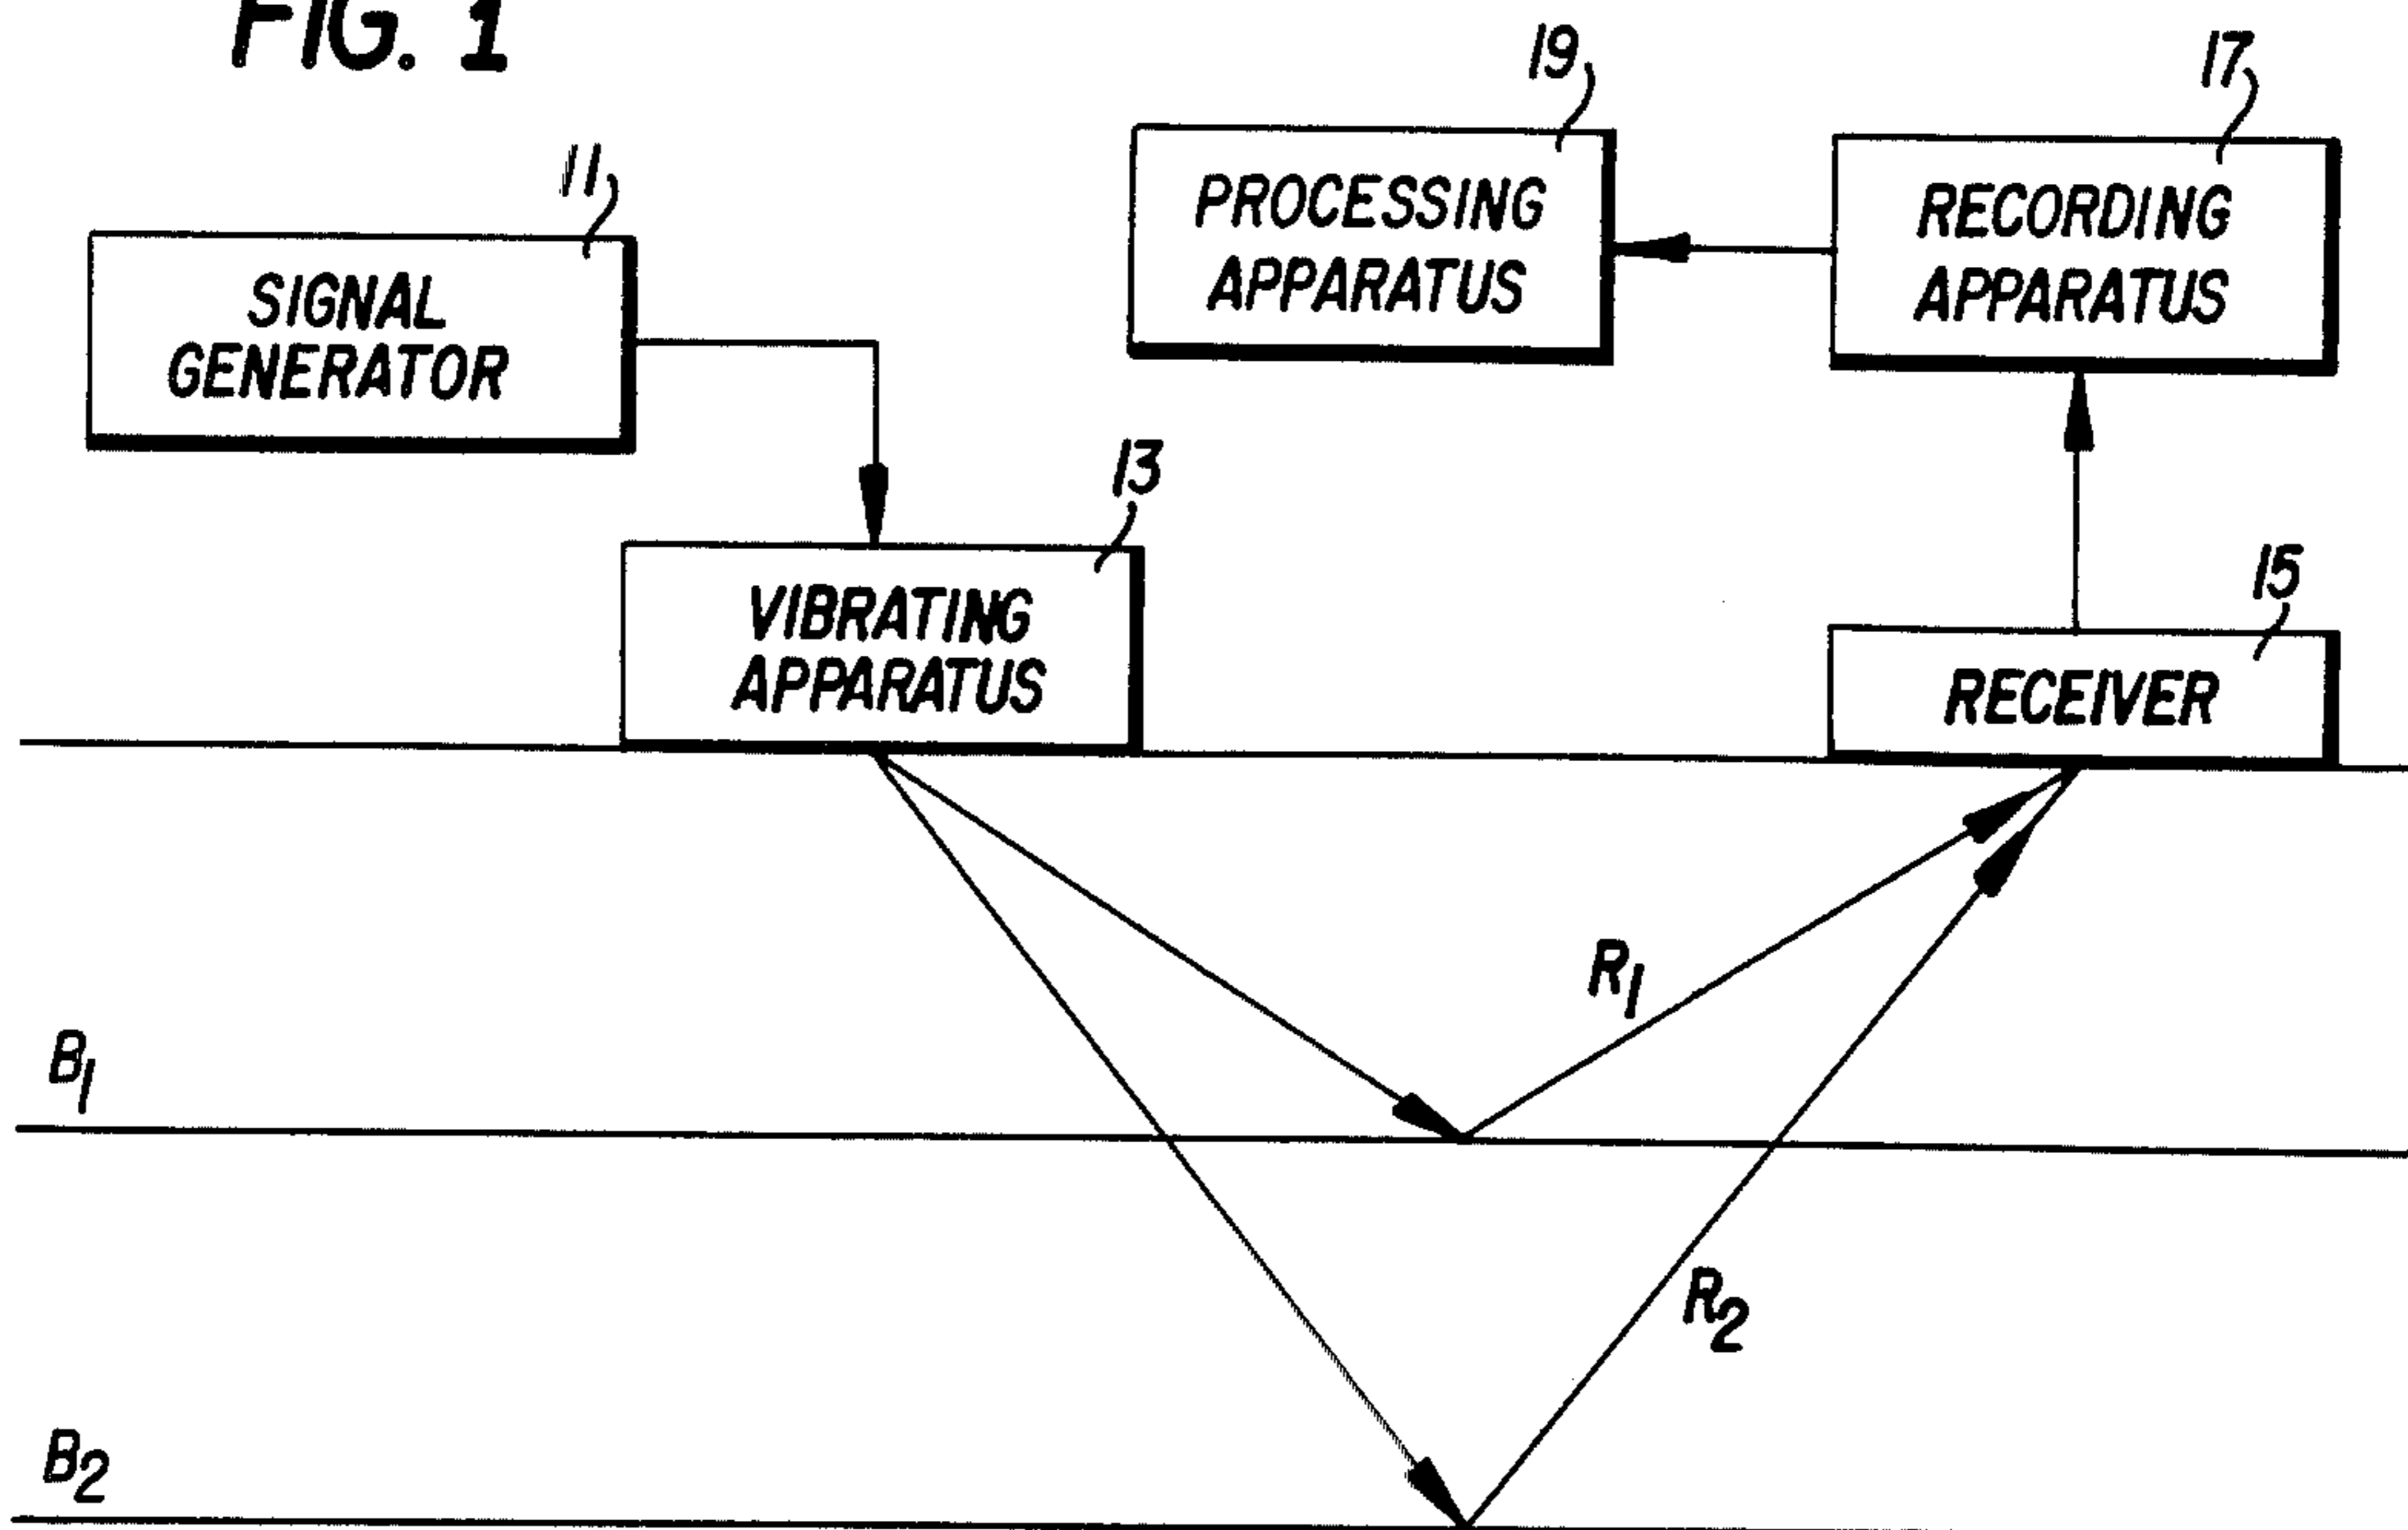 FIG. 1
19
17
11
PROCESSING
APPARATUS
RECORDING
APPARATUS
SIGNAL
GENERATOR
13
VIBRATING
APPARATUS
15
RECEIVER
R1
B1
R2
B2